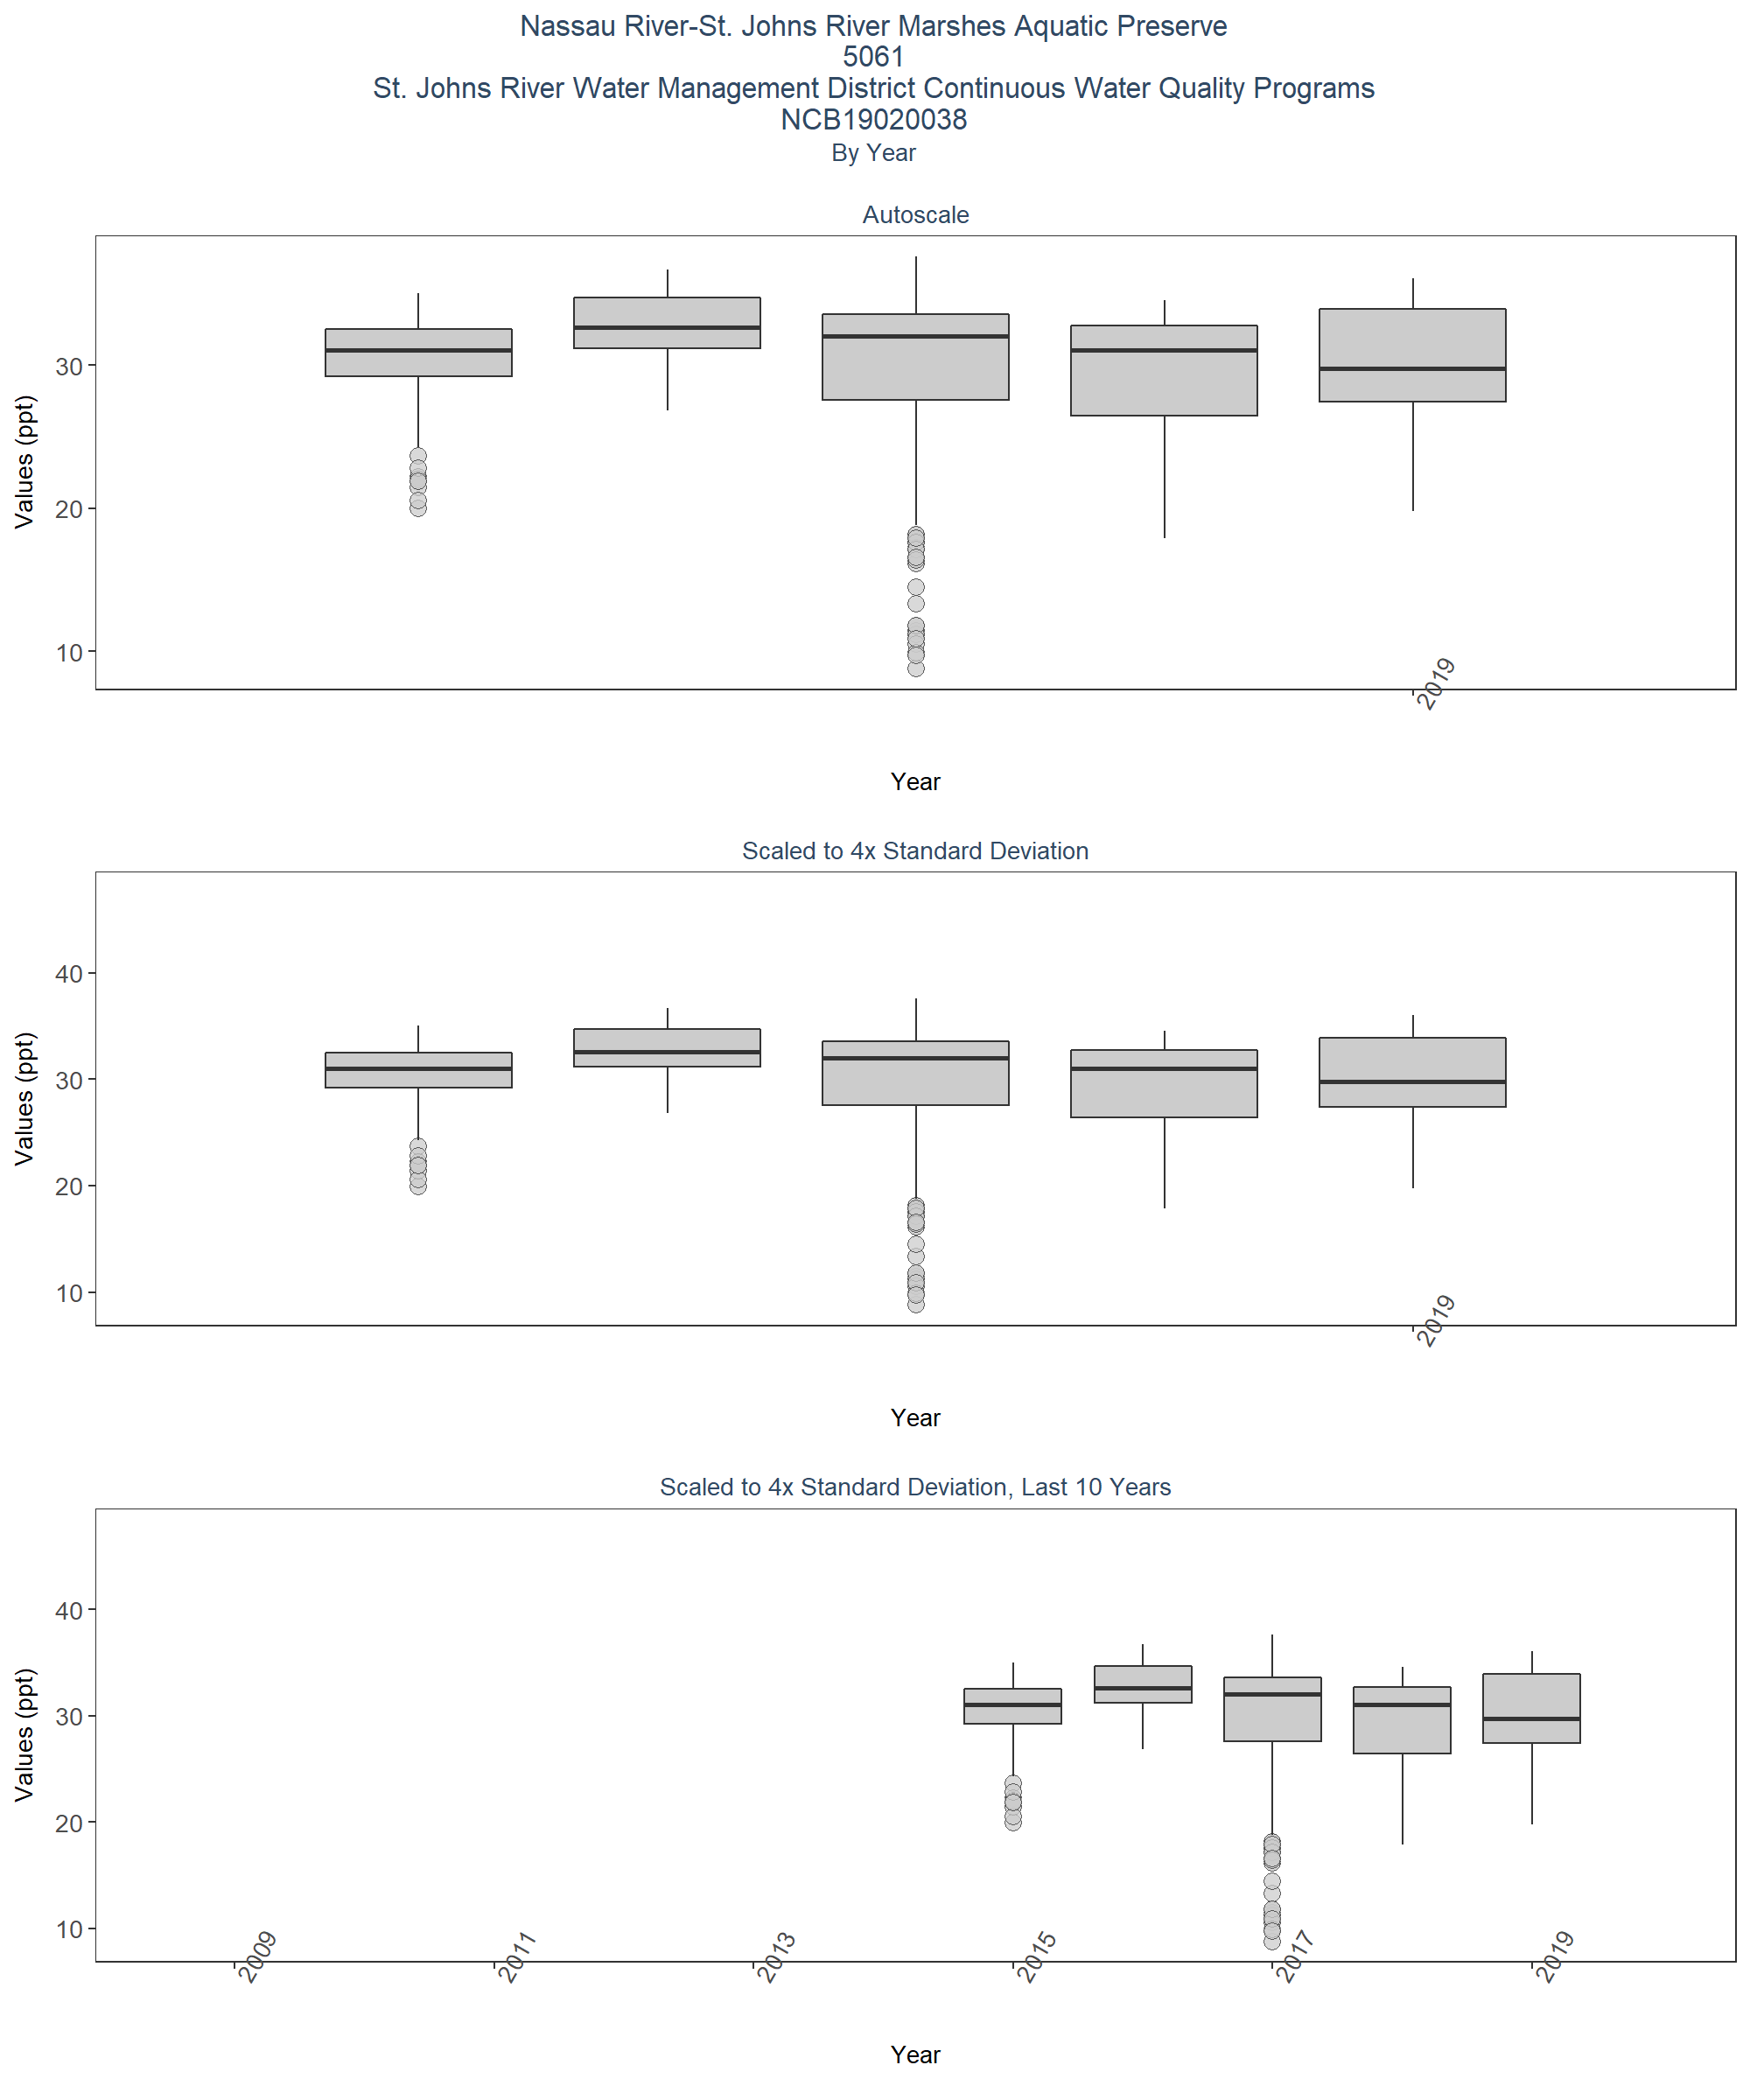 Nassau River-St. Johns River Marshes Aquatic Preserve
5061
St. Johns River Water Management District Continuous Water Quality Programs
NCB19020038
By Year
Autoscale
Values (ppt)
30
20
10
2019
Year
Scaled to 4x Standard Deviation
Values (ppt)
40
30
20
10
2019
Year
Scaled to 4x Standard Deviation, Last 10 Years
Values (ppt)
40
30
20
10
2009 2011 2013 2015 2017 2019
Year